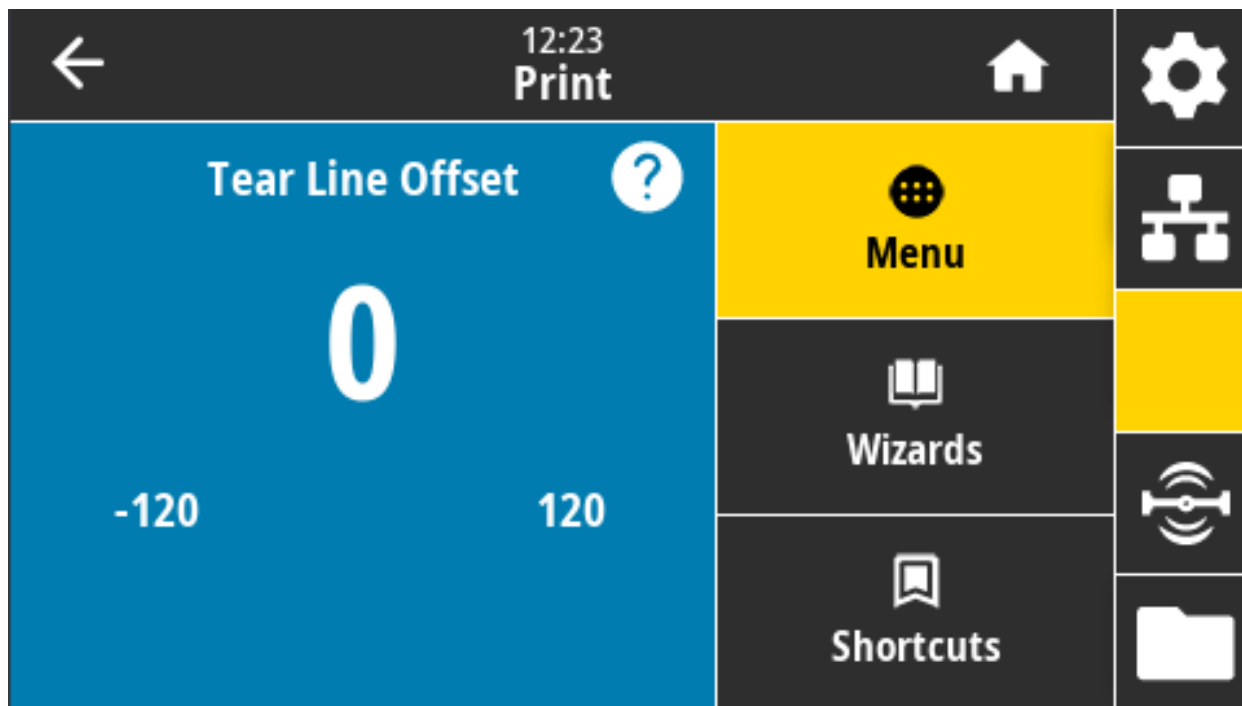 12:23
Print
Tear Line Offset
?
0
-120
120
Menu
Wizards
Shortcuts